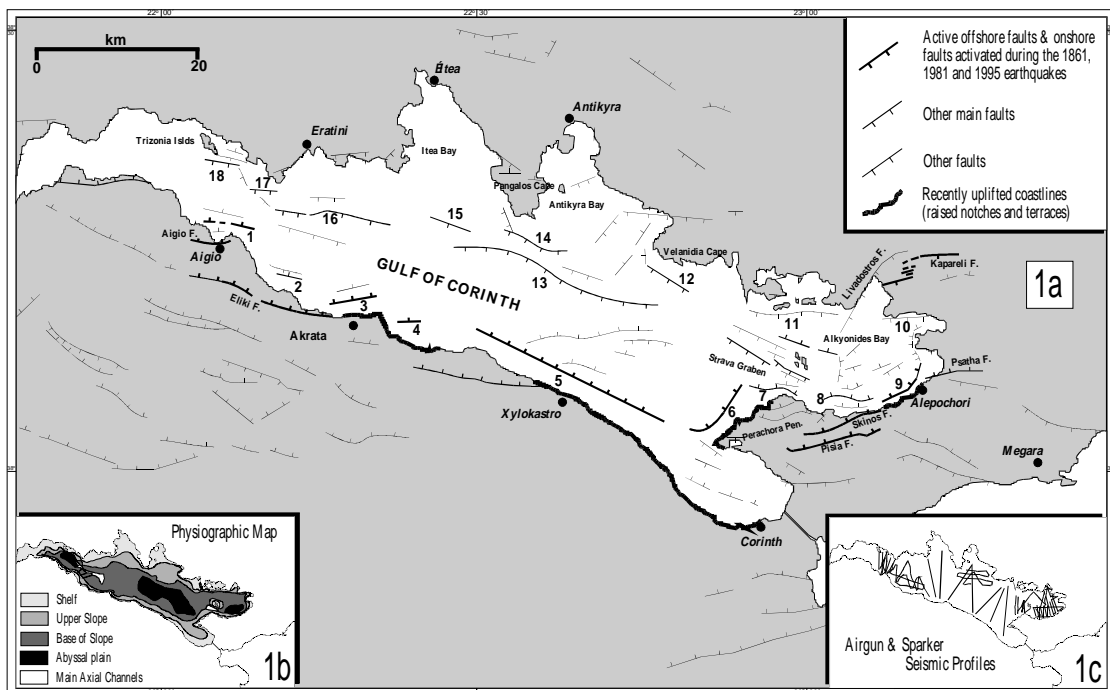 22°00'
22°30'
23°00'
km
0
20
Étea
Antikyra
Eratini
Trizonia Islds
Itea Bay
Pangalos Cape
Antikyra Bay
Velanidia Cape
18
17
16
15
14
13
12
1
Aigio F.
Aigio
2
Eliki F.
3
Akrata
4
GULF OF CORINTH
5
Xylokastro
11
Alkyonides Bay
10
Livadostros F.
Kapareli F.
Strava Graben
Psatha F.
9
8
7
6
Alepochori
Skinos F.
Perachora Pen.
Pisia F.
Megara
Corinth
Active offshore faults & onshore
faults activated during the 1861,
1981 and 1995 earthquakes
Other main faults
Other faults
Recently uplifted coastlines
(raised notches and terraces)
1a
Physiographic Map
Shelf
Upper Slope
Base of Slope
Abyssal plain
Main Axial Channels
1b
Airgun & Sparker
Seismic Profiles
1c